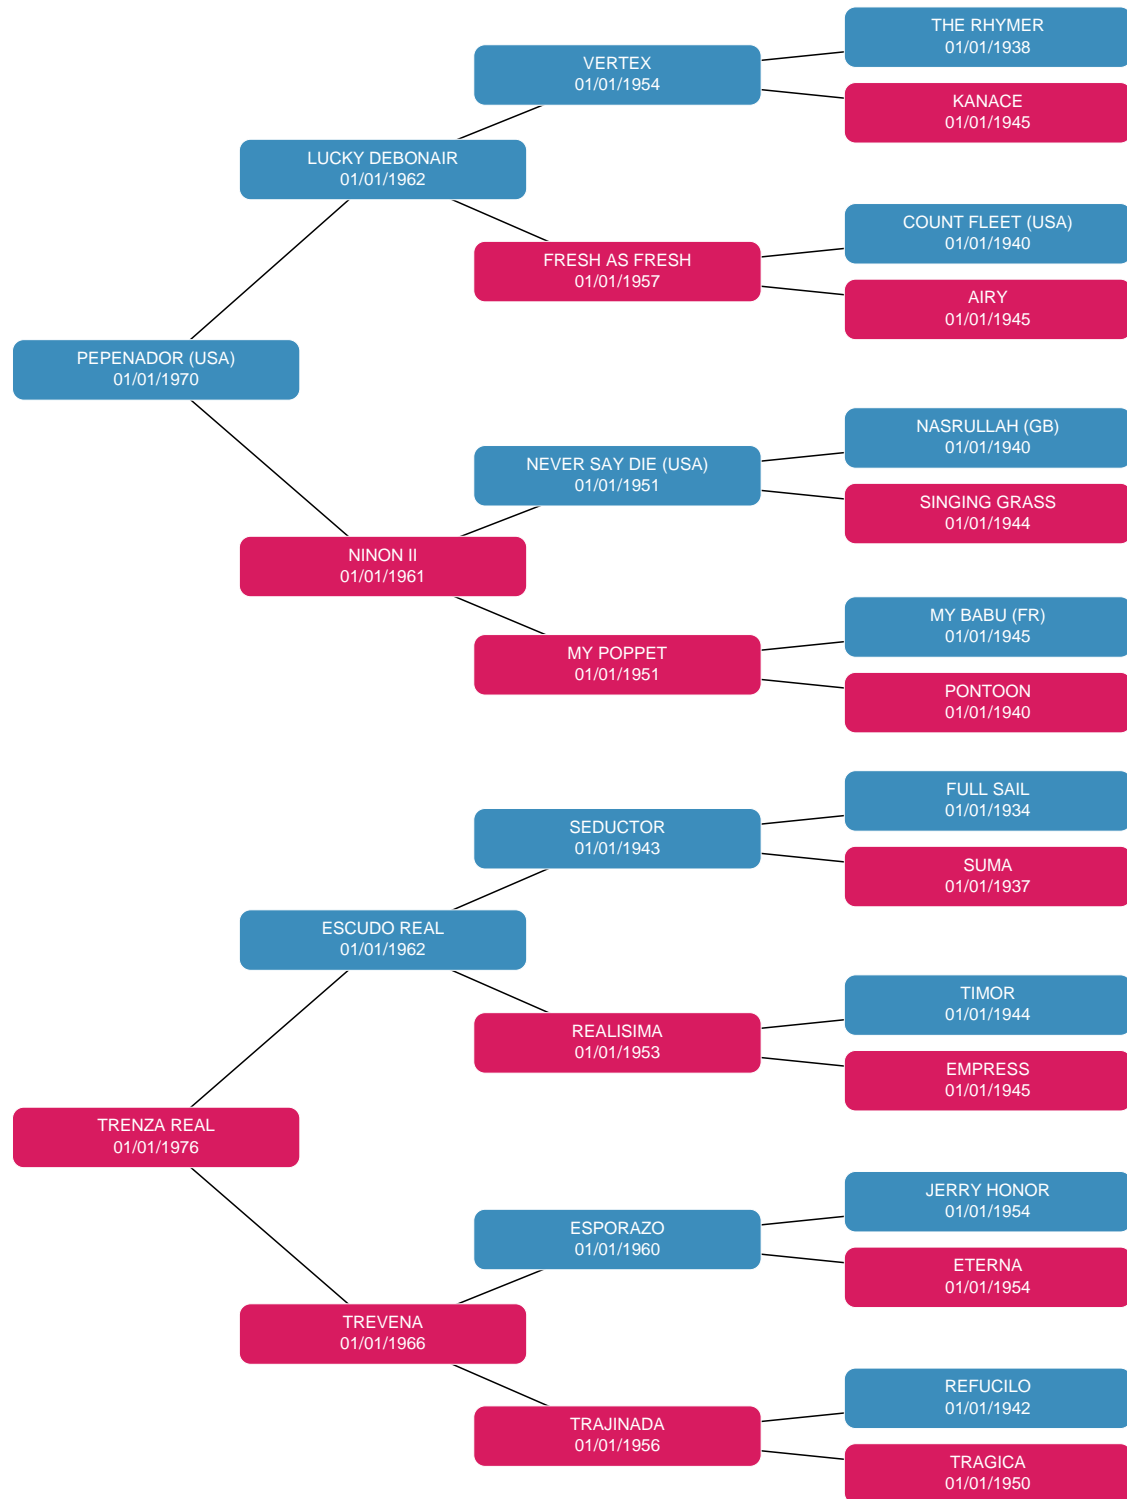 THE RHYMER
01/01/1938
VERTEX
01/01/1954
KANACE
01/01/1945
LUCKY DEBONAIR
01/01/1962
COUNT FLEET (USA)
01/01/1940
FRESH AS FRESH
01/01/1957
AIRY
01/01/1945
PEPENADOR (USA)
01/01/1970
NASRULLAH (GB)
01/01/1940
NEVER SAY DIE (USA)
01/01/1951
SINGING GRASS
01/01/1944
NINON II
01/01/1961
MY BABU (FR)
01/01/1945
MY POPPET
01/01/1951
PONTOON
01/01/1940
FULL SAIL
01/01/1934
SEDUCTOR
01/01/1943
SUMA
01/01/1937
ESCUDO REAL
01/01/1962
TIMOR
01/01/1944
REALISIMA
01/01/1953
EMPRESS
01/01/1945
TRENZA REAL
01/01/1976
JERRY HONOR
01/01/1954
ESPORAZO
01/01/1960
ETERNA
01/01/1954
TREVENA
01/01/1966
REFUCILO
01/01/1942
TRAJINADA
01/01/1956
TRAGICA
01/01/1950